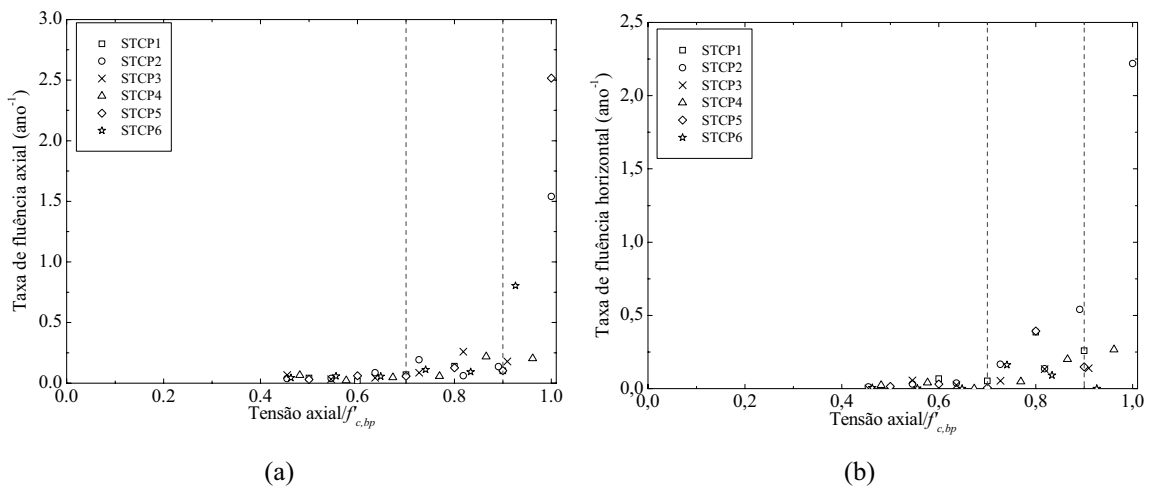 3.0
2.5
2.0
1.5
1.0
0.5
0.0
0.0
0.2
0.4
0.6
0.8
1.0
Taxa de fluência axial (ano-1)
Tensão axial/f'c,bp
STCP1
STCP2
STCP3
STCP4
STCP5
STCP6
(a)
2,5
2,0
1,5
1,0
0,5
0,0
0,0
0,2
0,4
0,6
0,8
1,0
Taxa de fluência horizontal (ano-1)
Tensão axial/f'c,bp
STCP1
STCP2
STCP3
STCP4
STCP5
STCP6
(b)